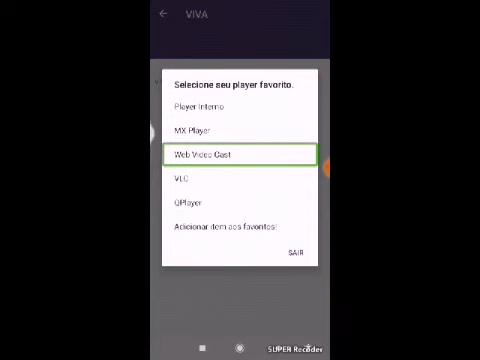 VIVA
Selecione seu player favorito.
Player Interno
MX Player
Web Video Cast
VLC
QPlayer
Adicionar item aos favoritos!
SAIR
SUPER Recorder